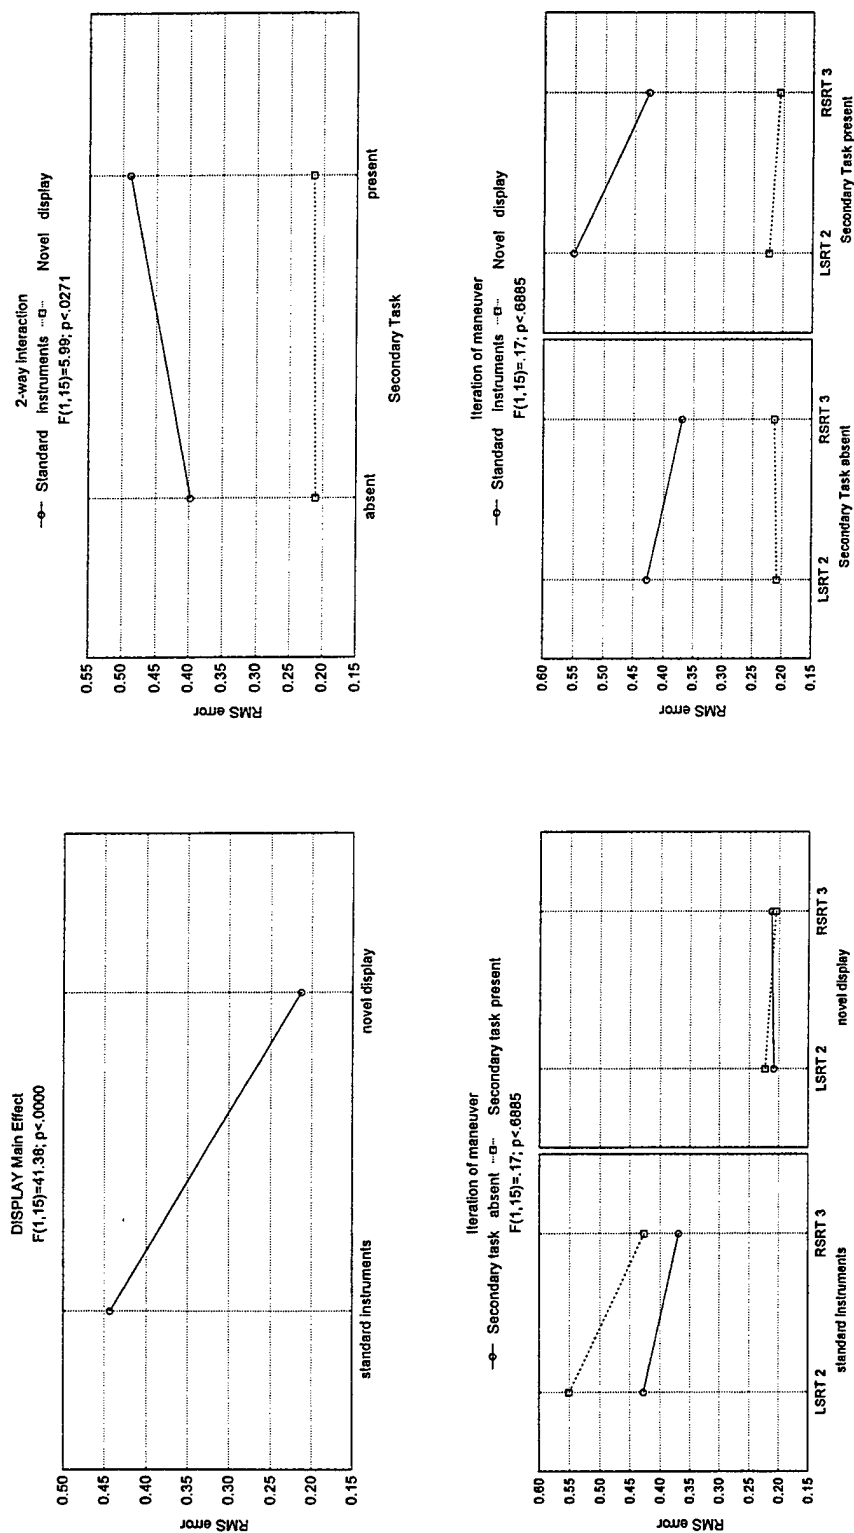 DISPLAY Main Effect
F(1,15)=41.38; p<.0000
RMS error
0.50
0.45
0.40
0.35
0.30
0.25
0.20
0.15
standard instruments
novel display
2-way interaction
Standard instruments Novel display
F(1,15)=5.99; p<.0271
RMS error
0.55
0.50
0.45
0.40
0.35
0.30
0.25
0.20
0.15
absent
present
Secondary Task
Iteration of maneuver
Secondary task absent Secondary task present
F(1,15)=.17; p<.6885
RMS error
0.60
0.55
0.50
0.45
0.40
0.35
0.30
0.25
0.20
0.15
LSRT 2
RSRT 3
standard instruments
LSRT 2
RSRT 3
novel display
Iteration of maneuver
Standard instruments Novel display
F(1,15)=.17; p<.6885
RMS error
0.60
0.55
0.50
0.45
0.40
0.35
0.30
0.25
0.20
0.15
LSRT 2
RSRT 3
Secondary Task absent
LSRT 2
RSRT 3
Secondary Task present